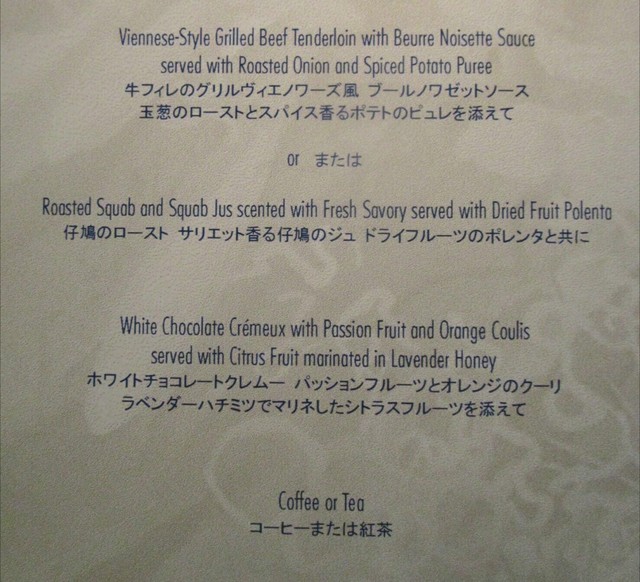 Viennese-Style Grilled Beef Tenderloin with Beurre Noisette Sauce
served with Roasted Onion and Spiced Potato Puree
牛フィレのグリルヴィエノワーズ風 ブールノワゼットソース
玉葱のローストとスパイス香るポテトのピュレを添えて
or または
Roasted Squab and Squab Jus scented with Fresh Savory served with Dried Fruit Polenta
仔鳩のロースト サリエット香る仔鳩のジュ ドライフルーツのポレンタと共に
White Chocolate Crémeux with Passion Fruit and Orange Coulis
served with Citrus Fruit marinated in Lavender Honey
ホワイトチョコレートクレムー パッションフルーツとオレンジのクーリ
ラベンダーハチミツでマリネしたシトラスフルーツを添えて
Coffee or Tea
コーヒーまたは紅茶